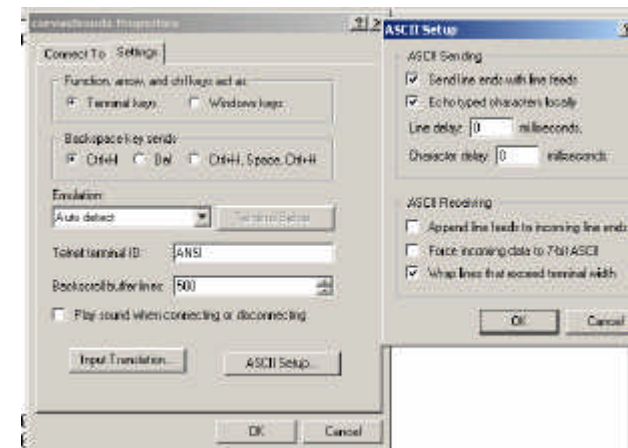 Properties
Connect To Settings
Function, arrow, and ctrl keys act as
Terminal keys Windows keys
Backspace key sends
Ctrl+H Del Ctrl+H, Space, Ctrl+H
Emulation:
Auto detect Terminal Setup
Telnet terminal ID: ANSI
Backscroll buffer lines: 500
Play sound when connecting or disconnecting
Input Translation... ASCII Setup...
OK Cancel
ASCII Setup
ASCII Sending
Send line ends with line feeds
Echo typed characters locally
Line delay: 0 milliseconds.
Character delay: 0 milliseconds.
ASCII Receiving
Append line feeds to incoming line ends
Force incoming data to 7-bit ASCII
Wrap lines that exceed terminal width
OK Cancel